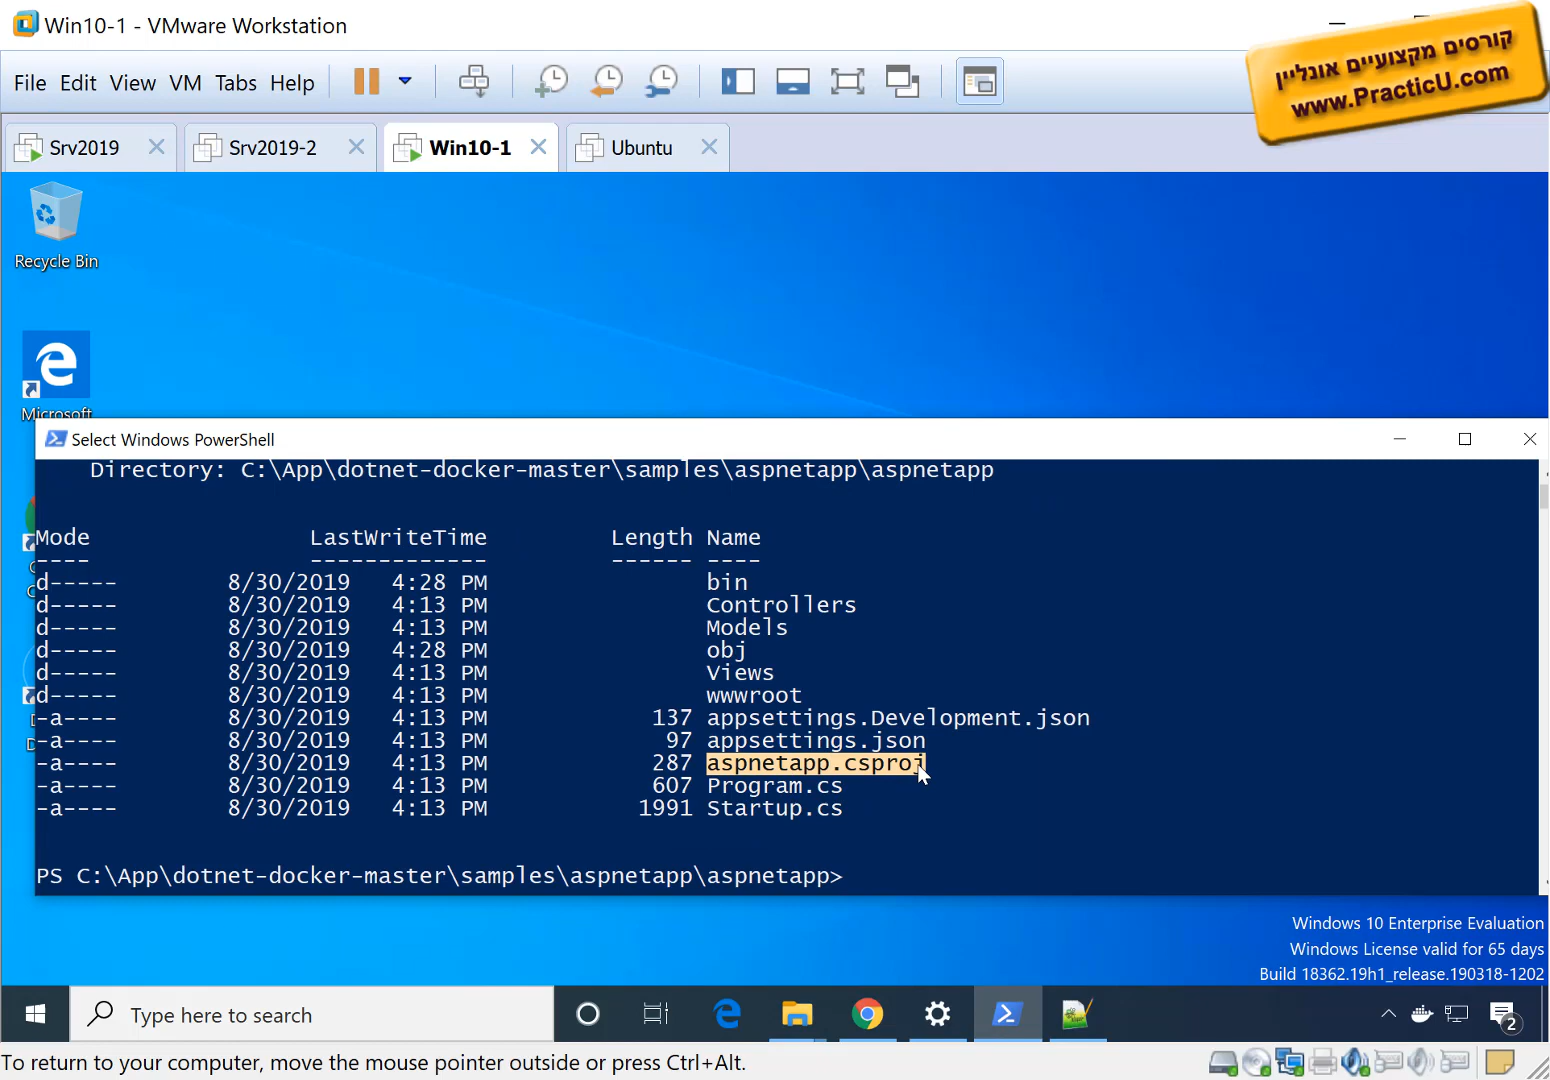 Win10-1 - VMware Workstation
קורסים מקצועיים אונליין
www.PracticU.com
File Edit View VM Tabs Help
Srv2019
Srv2019-2
Win10-1
Ubuntu
Recycle Bin
Microsoft
Select Windows PowerShell
Directory: C:\App\dotnet-docker-master\samples\aspnetapp\aspnetapp
Mode LastWriteTime Length Name
---- ------------- ------ ----
d----- 8/30/2019 4:28 PM bin
d----- 8/30/2019 4:13 PM Controllers
d----- 8/30/2019 4:13 PM Models
d----- 8/30/2019 4:28 PM obj
d----- 8/30/2019 4:13 PM Views
d----- 8/30/2019 4:13 PM wwwroot
-a---- 8/30/2019 4:13 PM 137 appsettings.Development.json
-a---- 8/30/2019 4:13 PM 97 appsettings.json
-a---- 8/30/2019 4:13 PM 287 aspnetapp.csproj
-a---- 8/30/2019 4:13 PM 607 Program.cs
-a---- 8/30/2019 4:13 PM 1991 Startup.cs
PS C:\App\dotnet-docker-master\samples\aspnetapp\aspnetapp>
Windows 10 Enterprise Evaluation
Windows License valid for 65 days
Build 18362.19h1_release.190318-1202
Type here to search
2
To return to your computer, move the mouse pointer outside or press Ctrl+Alt.